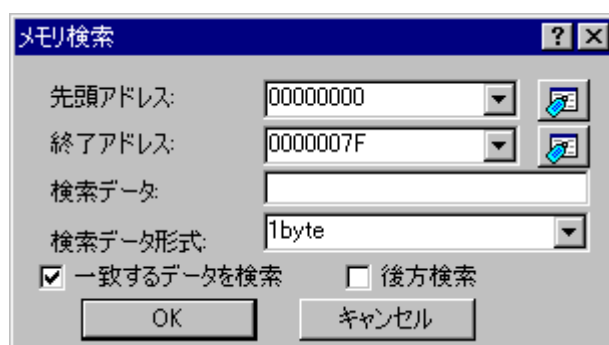 メモリ検索
先頭アドレス: 00000000
終了アドレス: 0000007F
検索データ:
検索データ形式: 1byte
一致するデータを検索 後方検索
OK キャンセル